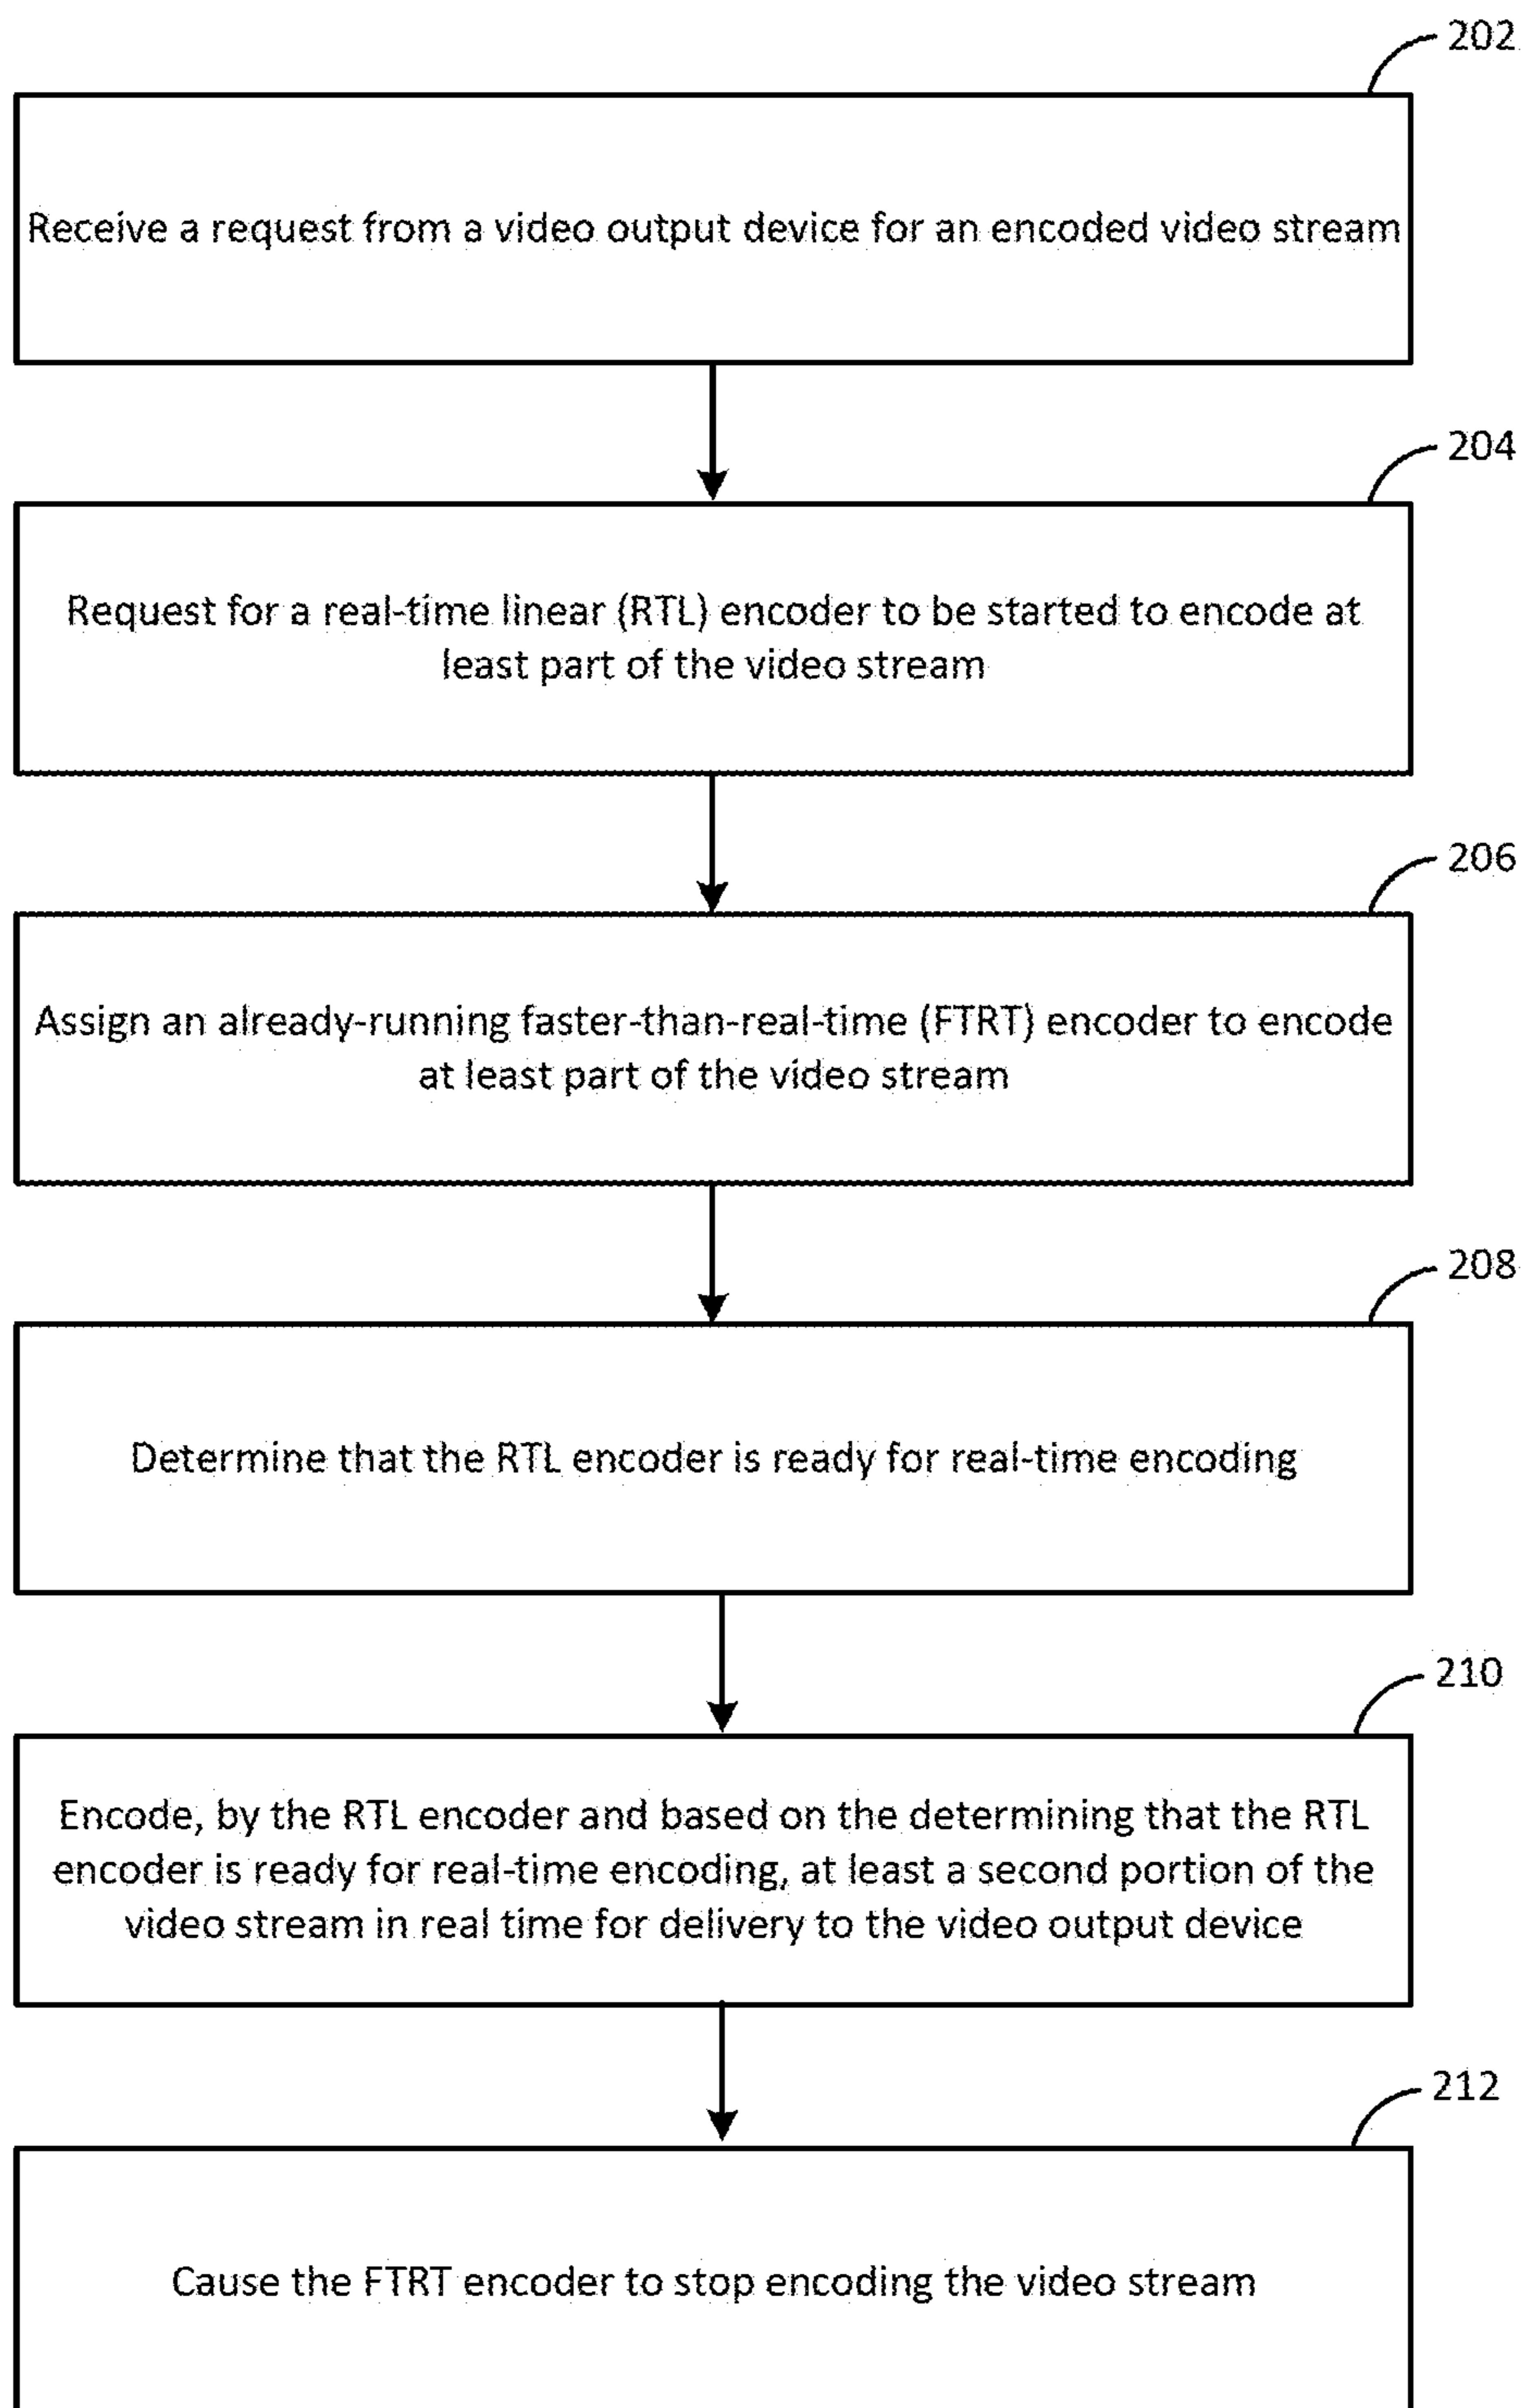 202
Receive a request from a video output device for an encoded video stream
204
Request for a real-time linear (RTL) encoder to be started to encode at
least part of the video stream
206
Assign an already-running faster-than-real-time (FTRT) encoder to encode
at least part of the video stream
208
Determine that the RTL encoder is ready for real-time encoding
210
Encode, by the RTL encoder and based on the determining that the RTL
encoder is ready for real-time encoding, at least a second portion of the
video stream in real time for delivery to the video output device
212
Cause the FTRT encoder to stop encoding the video stream